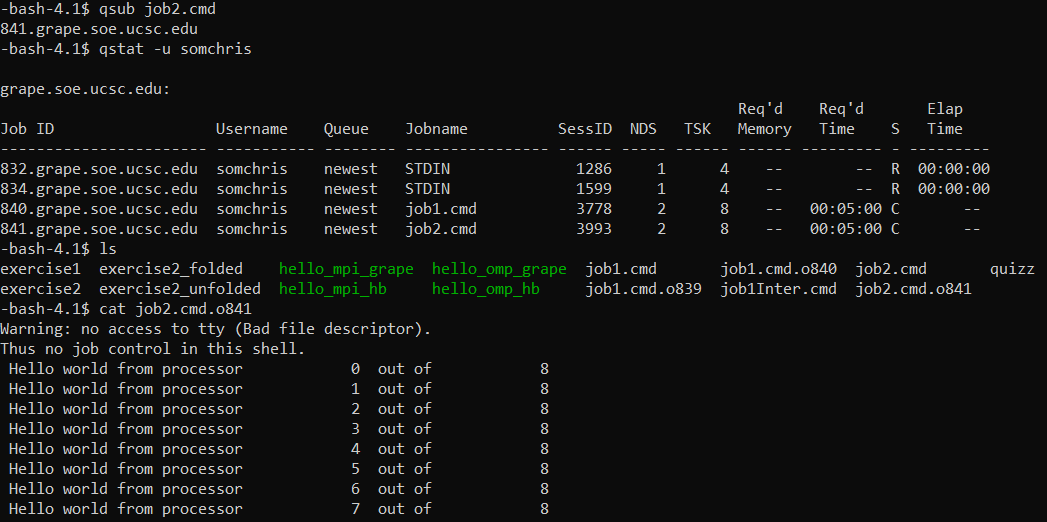 -bash-4.1$ qsub job2.cmd
841.grape.soe.ucsc.edu
-bash-4.1$ qstat -u somchris
grape.soe.ucsc.edu:
                                                                                  Req'd    Req'd       Elap
Job ID                  Username    Queue    Jobname          SessID  NDS   TSK   Memory   Time      S   Time
----------------------- ----------- -------- ---------------- ------ ----- ------ ------ --------- - ---------
832.grape.soe.ucsc.edu  somchris    newest   STDIN              1286     1      4    --        --  R  00:00:00
834.grape.soe.ucsc.edu  somchris    newest   STDIN              1599     1      4    --        --  R  00:00:00
840.grape.soe.ucsc.edu  somchris    newest   job1.cmd           3778     2      8    --   00:05:00 C       --
841.grape.soe.ucsc.edu  somchris    newest   job2.cmd           3993     2      8    --   00:05:00 C       --
-bash-4.1$ ls
exercise1  exercise2_folded    hello_mpi_grape  hello_omp_grape  job1.cmd       job1.cmd.o840  job2.cmd       quizz
exercise2  exercise2_unfolded  hello_mpi_hb     hello_omp_hb     job1.cmd.o839  job1Inter.cmd  job2.cmd.o841
-bash-4.1$ cat job2.cmd.o841
Warning: no access to tty (Bad file descriptor).
Thus no job control in this shell.
 Hello world from processor            0  out of            8
 Hello world from processor            1  out of            8
 Hello world from processor            2  out of            8
 Hello world from processor            3  out of            8
 Hello world from processor            4  out of            8
 Hello world from processor            5  out of            8
 Hello world from processor            6  out of            8
 Hello world from processor            7  out of            8